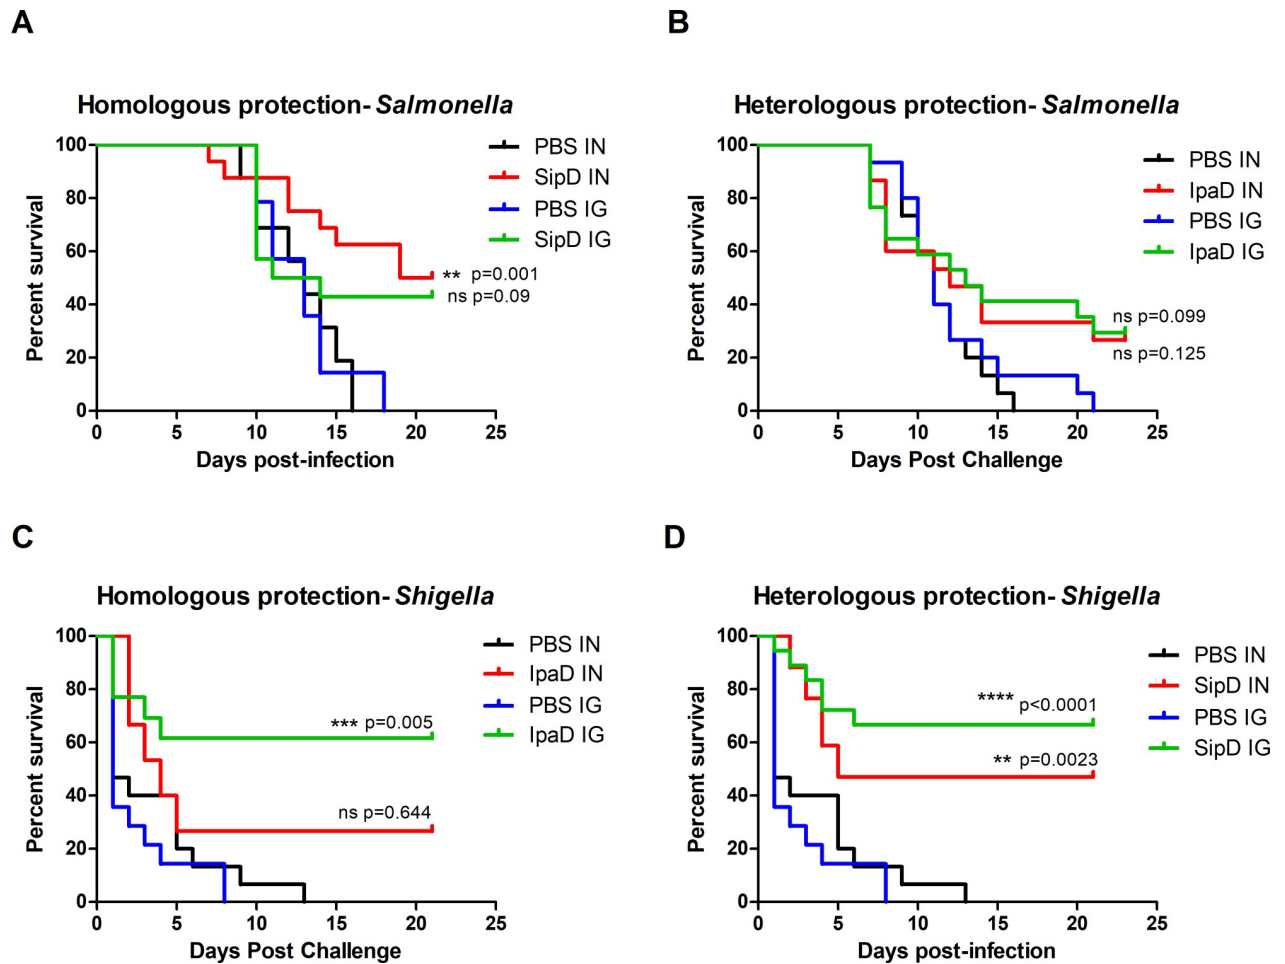 A
Homologous protection- Salmonella
Percent survival
100
80
60
40
20
0
0 5 10 15 20 25
Days post-infection
PBS IN
SipD IN
PBS IG
SipD IG
** p=0.001
ns p=0.09
B
Heterologous protection- Salmonella
Percent survival
100
80
60
40
20
0
0 5 10 15 20 25
Days Post Challenge
PBS IN
IpaD IN
PBS IG
IpaD IG
ns p=0.099
ns p=0.125
C
Homologous protection- Shigella
Percent survival
100
80
60
40
20
0
0 5 10 15 20 25
Days Post Challenge
PBS IN
IpaD IN
PBS IG
IpaD IG
*** p=0.005
ns p=0.644
D
Heterologous protection- Shigella
Percent survival
100
80
60
40
20
0
0 5 10 15 20 25
Days post-infection
PBS IN
SipD IN
PBS IG
SipD IG
**** p<0.0001
** p=0.0023